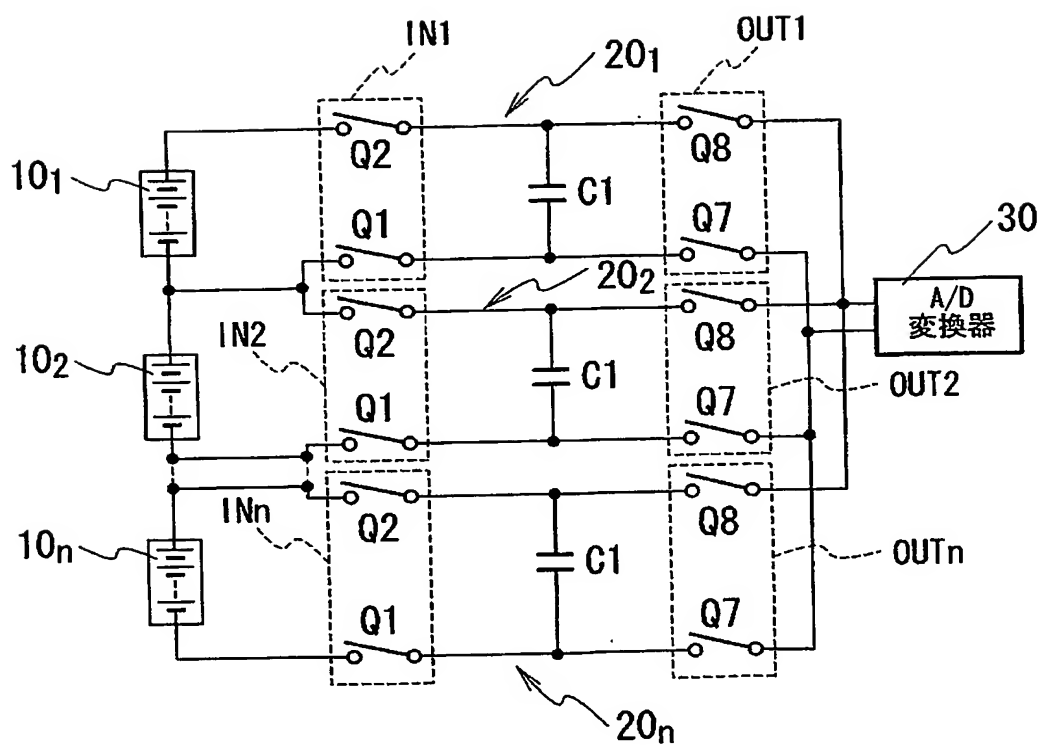 IN1
OUT1
20₁
Q2
Q8
10₁
C1
Q1
Q7
30
20₂
A/D
変換器
IN2
Q2
Q8
10₂
C1
OUT2
Q1
Q7
INn
Q2
Q8
10n
C1
OUTn
Q1
Q7
20n